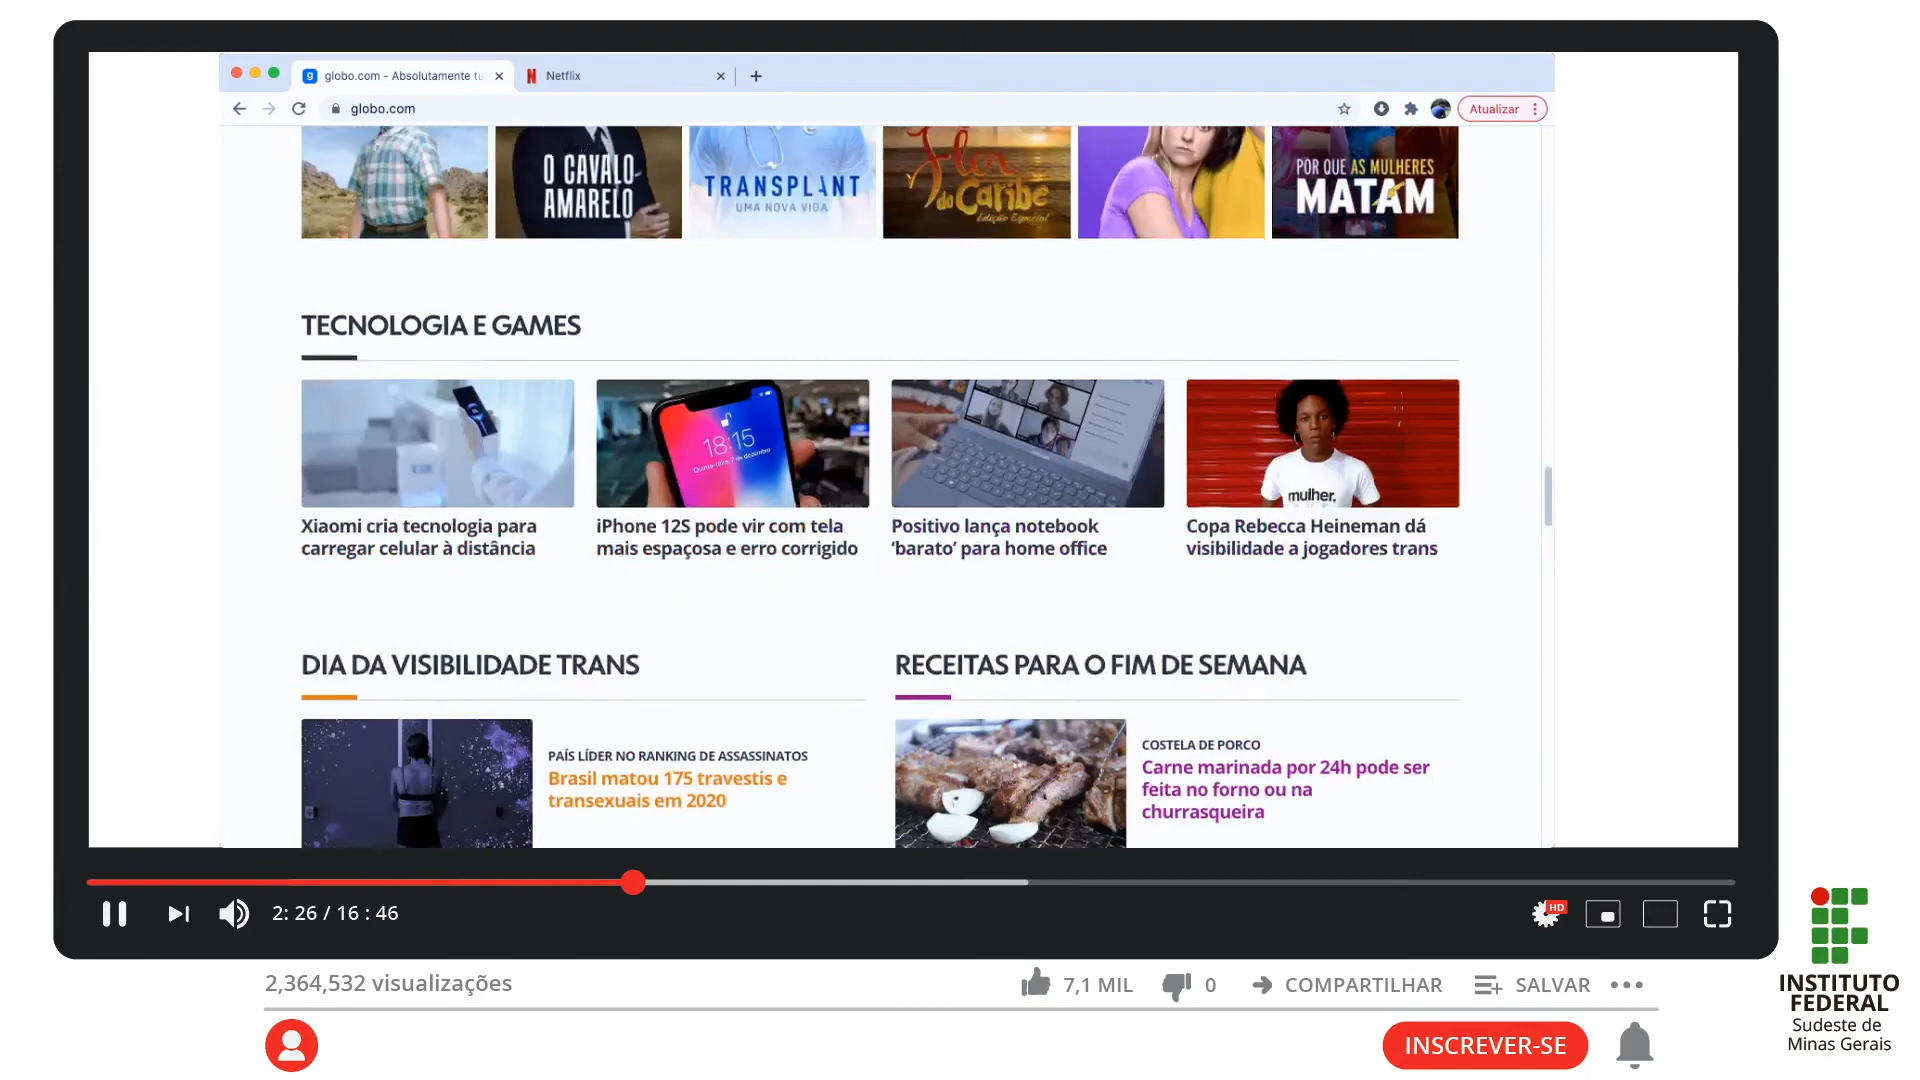 globo.com - Absolutamente tu
Netflix
globo.com
Atualizar
O CAVALO
AMARELO
TRANSPLANT
UMA NOVA VIDA
Flor
do Caribe
Edição Especial
POR QUE AS MULHERES
MATAM
TECNOLOGIA E GAMES
18:15
Quinta-feira, 7 de dezembro
mulher.
Xiaomi cria tecnologia para
carregar celular à distância
iPhone 12S pode vir com tela
mais espaçosa e erro corrigido
Positivo lança notebook
‘barato’ para home office
Copa Rebecca Heineman dá
visibilidade a jogadores trans
DIA DA VISIBILIDADE TRANS
RECEITAS PARA O FIM DE SEMANA
PAÍS LÍDER NO RANKING DE ASSASSINATOS
Brasil matou 175 travestis e
transexuais em 2020
COSTELA DE PORCO
Carne marinada por 24h pode ser
feita no forno ou na
churrasqueira
2: 26 / 16 : 46
HD
2,364,532 visualizações
7,1 MIL
0
COMPARTILHAR
SALVAR
INSCREVER-SE
INSTITUTO
FEDERAL
Sudeste de
Minas Gerais